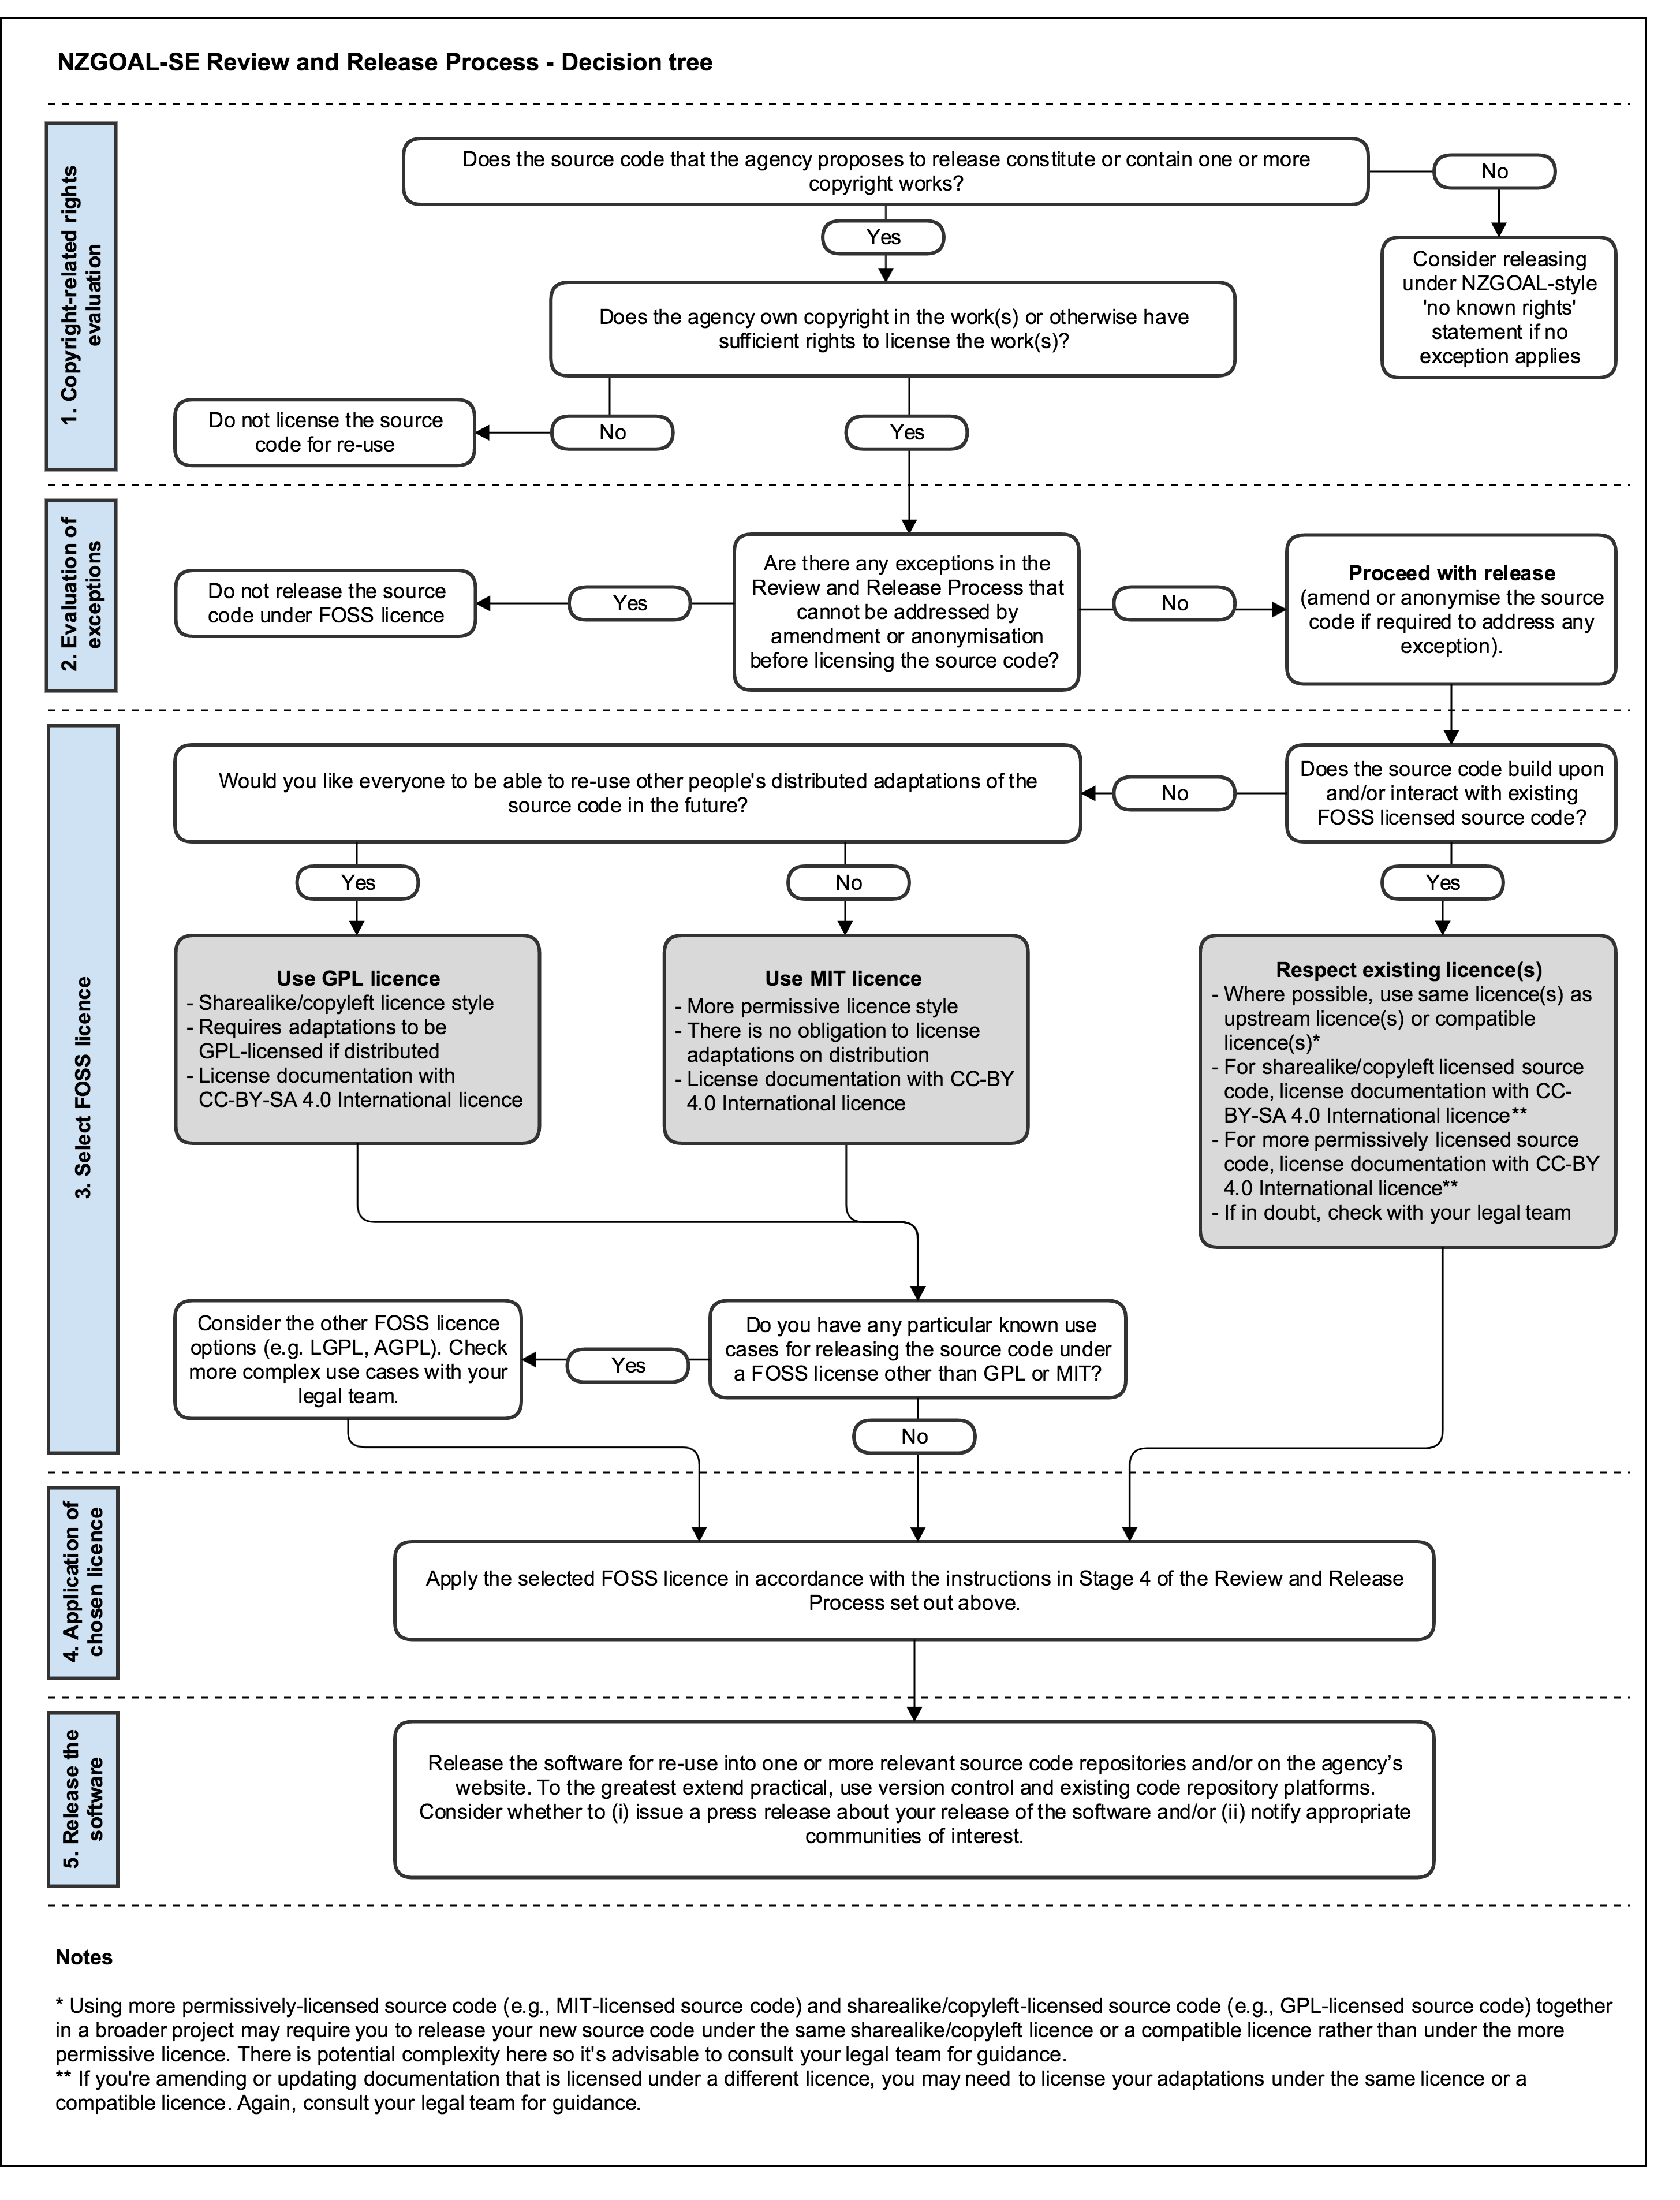 NZGOAL-SE Review and Release Process - Decision tree
1. Copyright-related rights
evaluation
Does the source code that the agency proposes to release constitute or contain one or more
copyright works?
No
Yes
Consider releasing
under NZGOAL-style
'no known rights'
statement if no
exception applies
Does the agency own copyright in the work(s) or otherwise have
sufficient rights to license the work(s)?
Do not license the source
code for re-use
No
Yes
2. Evaluation of
exceptions
Do not release the source
code under FOSS licence
Yes
Are there any exceptions in the
Review and Release Process that
cannot be addressed by
amendment or anonymisation
before licensing the source code?
No
Proceed with release
(amend or anonymise the source
code if required to address any
exception).
3. Select FOSS licence
Would you like everyone to be able to re-use other people's distributed adaptations of the
source code in the future?
No
Does the source code build upon
and/or interact with existing
FOSS licensed source code?
Yes
No
Yes
Use GPL licence
- Sharealike/copyleft licence style
- Requires adaptations to be
GPL-licensed if distributed
- License documentation with
CC-BY-SA 4.0 International licence
Use MIT licence
- More permissive licence style
- There is no obligation to license
adaptations on distribution
- License documentation with CC-BY
4.0 International licence
Respect existing licence(s)
- Where possible, use same licence(s) as
upstream licence(s) or compatible
licence(s)*
- For sharealike/copyleft licensed source
code, license documentation with CC-
BY-SA 4.0 International licence**
- For more permissively licensed source
code, license documentation with CC-BY
4.0 International licence**
- If in doubt, check with your legal team
Consider the other FOSS licence
options (e.g. LGPL, AGPL). Check
more complex use cases with your
legal team.
Yes
Do you have any particular known use
cases for releasing the source code under
a FOSS license other than GPL or MIT?
No
4. Application of
chosen licence
Apply the selected FOSS licence in accordance with the instructions in Stage 4 of the Review and Release
Process set out above.
5. Release the
software
Release the software for re-use into one or more relevant source code repositories and/or on the agency’s
website. To the greatest extend practical, use version control and existing code repository platforms.
Consider whether to (i) issue a press release about your release of the software and/or (ii) notify appropriate
communities of interest.
Notes
* Using more permissively-licensed source code (e.g., MIT-licensed source code) and sharealike/copyleft-licensed source code (e.g., GPL-licensed source code) together
in a broader project may require you to release your new source code under the same sharealike/copyleft licence or a compatible licence rather than under the more
permissive licence. There is potential complexity here so it's advisable to consult your legal team for guidance.
** If you're amending or updating documentation that is licensed under a different licence, you may need to license your adaptations under the same licence or a
compatible licence. Again, consult your legal team for guidance.